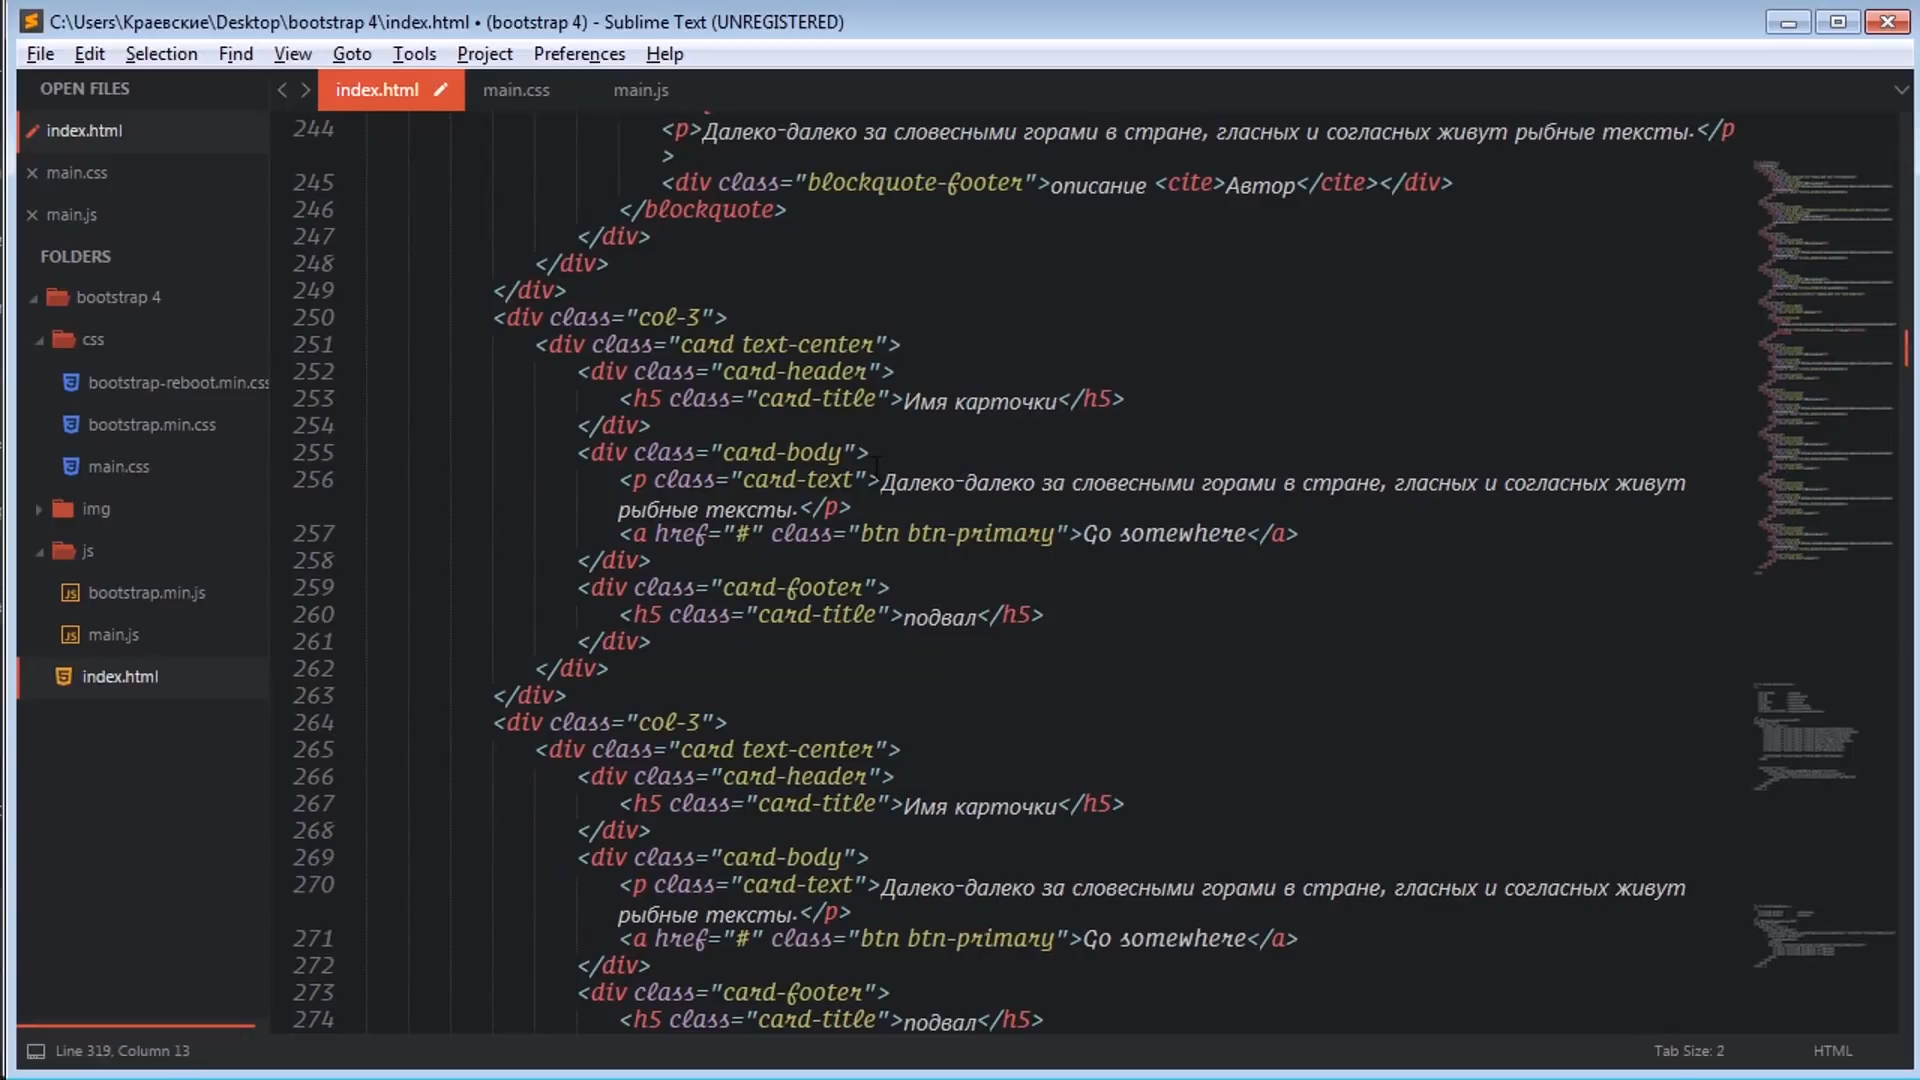 C:\Users\Краевские\Desktop\bootstrap 4\index.html • (bootstrap 4) - Sublime Text (UNREGISTERED)
File Edit Selection Find View Goto Tools Project Preferences Help
OPEN FILES
index.html
main.css
main.js
FOLDERS
bootstrap 4
css
bootstrap-reboot.min.css
bootstrap.min.css
main.css
img
js
bootstrap.min.js
main.js
index.html
index.html main.css main.js
244 <p>Далеко-далеко за словесными горами в стране, гласных и согласных живут рыбные тексты.</p
>
245 <div class="blockquote-footer">описание <cite>Автор</cite></div>
246 </blockquote>
247 </div>
248 </div>
249 </div>
250 <div class="col-3">
251 <div class="card text-center">
252 <div class="card-header">
253 <h5 class="card-title">Имя карточки</h5>
254 </div>
255 <div class="card-body">
256 <p class="card-text">Далеко-далеко за словесными горами в стране, гласных и согласных живут
рыбные тексты.</p>
257 <a href="#" class="btn btn-primary">Go somewhere</a>
258 </div>
259 <div class="card-footer">
260 <h5 class="card-title">подвал</h5>
261 </div>
262 </div>
263 </div>
264 <div class="col-3">
265 <div class="card text-center">
266 <div class="card-header">
267 <h5 class="card-title">Имя карточки</h5>
268 </div>
269 <div class="card-body">
270 <p class="card-text">Далеко-далеко за словесными горами в стране, гласных и согласных живут
рыбные тексты.</p>
271 <a href="#" class="btn btn-primary">Go somewhere</a>
272 </div>
273 <div class="card-footer">
274 <h5 class="card-title">подвал</h5>
Line 319, Column 13
Tab Size: 2
HTML